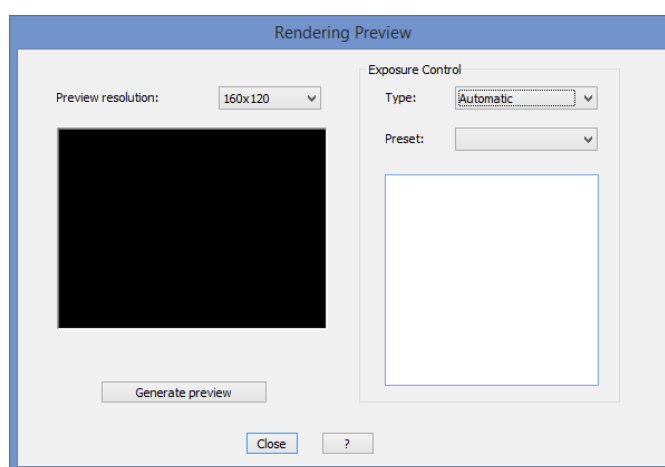 Rendering Preview
Preview resolution:
160x120
Exposure Control
Type:
Automatic
Preset:
Generate preview
Close
?